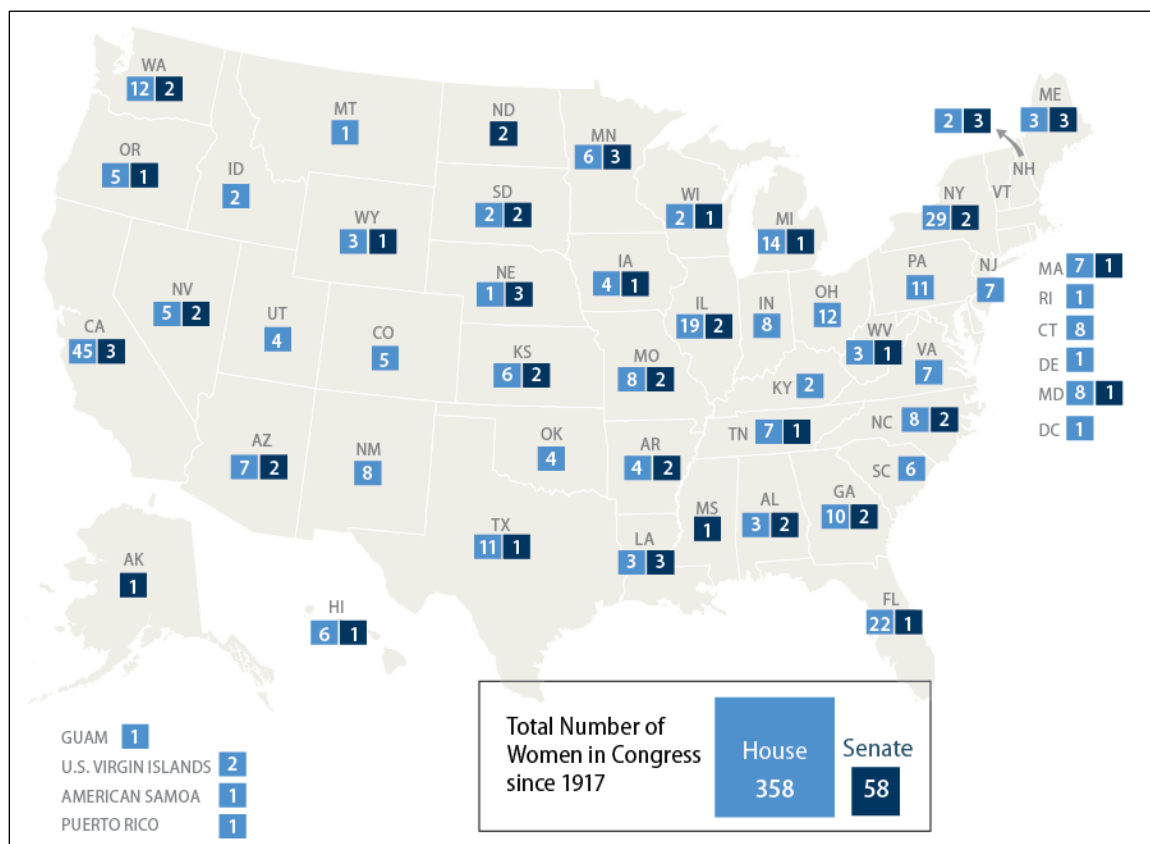 WA
12 2
MT
1
ND
2
MN
6 3
2 3
ME
3 3
OR
5 1
ID
2
NH
VT
SD
2 2
WI
2 1
MI
14 1
NY
29 2
WY
3 1
NE
1 3
IA
4 1
PA
11
NJ
7
MA 7 1
RI 1
CT 8
DE 1
MD 8 1
DC 1
NV
5 2
UT
4
CO
5
IL
19 2
IN
8
OH
12
WV
3 1
VA
7
CA
45 3
KS
6 2
MO
8 2
KY 2
AZ
7 2
NM
8
OK
4
AR
4 2
TN 7 1
NC 8 2
SC 6
TX
11 1
LA
3 3
MS
1
AL
3 2
GA
10 2
AK
1
HI
6 1
FL
22 1
GUAM 1
U.S. VIRGIN ISLANDS 2
AMERICAN SAMOA 1
PUERTO RICO 1
Total Number of
Women in Congress
since 1917
House
358
Senate
58